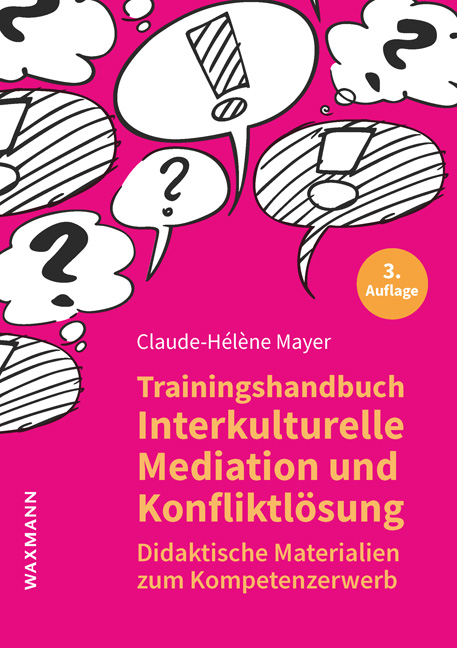 3.
Auflage
Claude-Hélène Mayer
Trainingshandbuch
Interkulturelle
Mediation und
Konfliktlösung
Didaktische Materialien
zum Kompetenzerwerb
WAXMANN